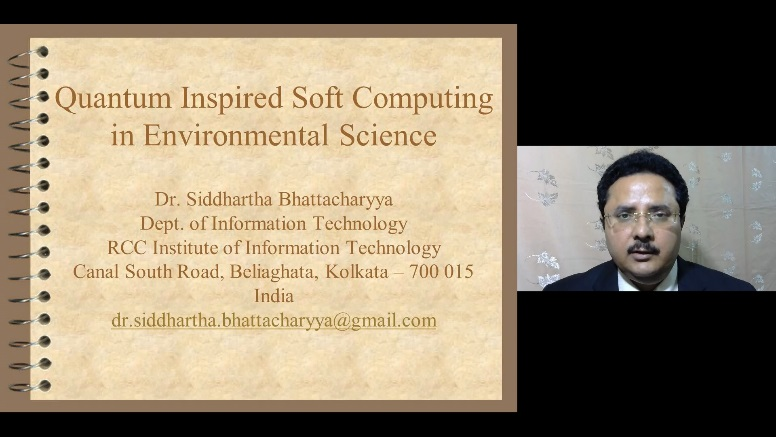 Quantum Inspired Soft Computing
in Environmental Science
Dr. Siddhartha Bhattacharyya
Dept. of Information Technology
RCC Institute of Information Technology
Canal South Road, Beliaghata, Kolkata – 700 015
India
dr.siddhartha.bhattacharyya@gmail.com